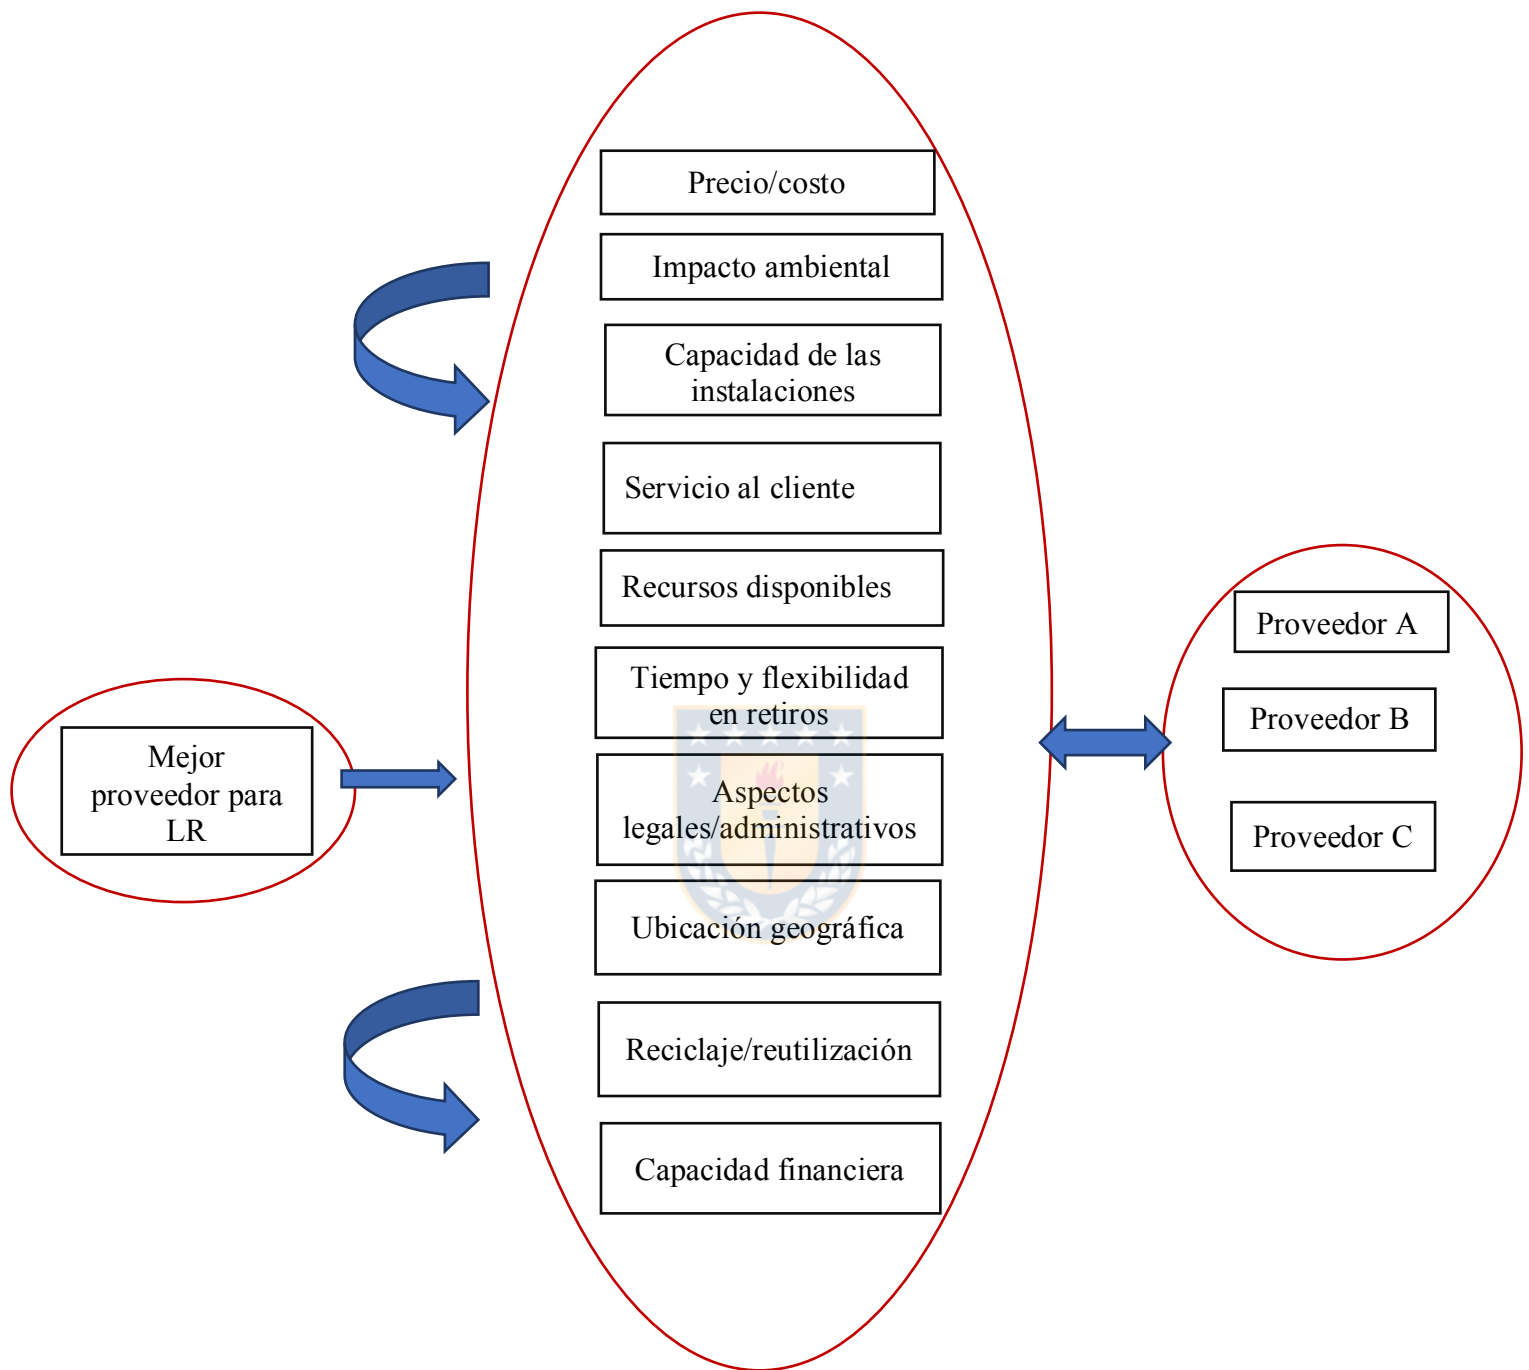 Precio/costo
Impacto ambiental
Capacidad de las
instalaciones
Servicio al cliente
Recursos disponibles
Tiempo y flexibilidad
en retiros
Aspectos
legales/administrativos
Ubicación geográfica
Reciclaje/reutilización
Capacidad financiera
Mejor
proveedor para
LR
Proveedor A
Proveedor B
Proveedor C